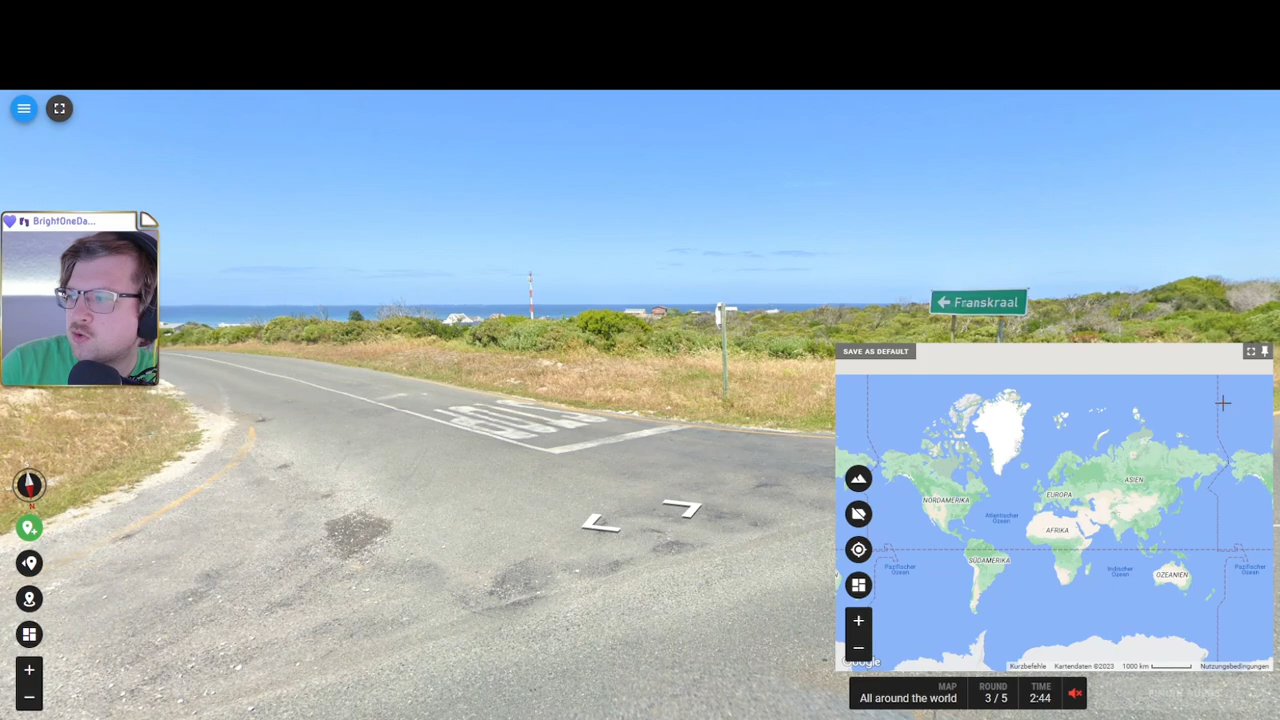 BrightOneDa...
Franskraal
SAVE AS DEFAULT
NORDAMERIKA
EUROPA
ASIEN
Atlantischer
Ozean
AFRIKA
SÜDAMERIKA
Pazifischer
Ozean
Indischer
Ozean
OZEANIEN
Pazifischer
Ozean
Google
Kurzbefehle
Kartendaten ©2023
1000 km
Nutzungsbedingungen
N
MAP
All around the world
ROUND
3 / 5
TIME
2:44